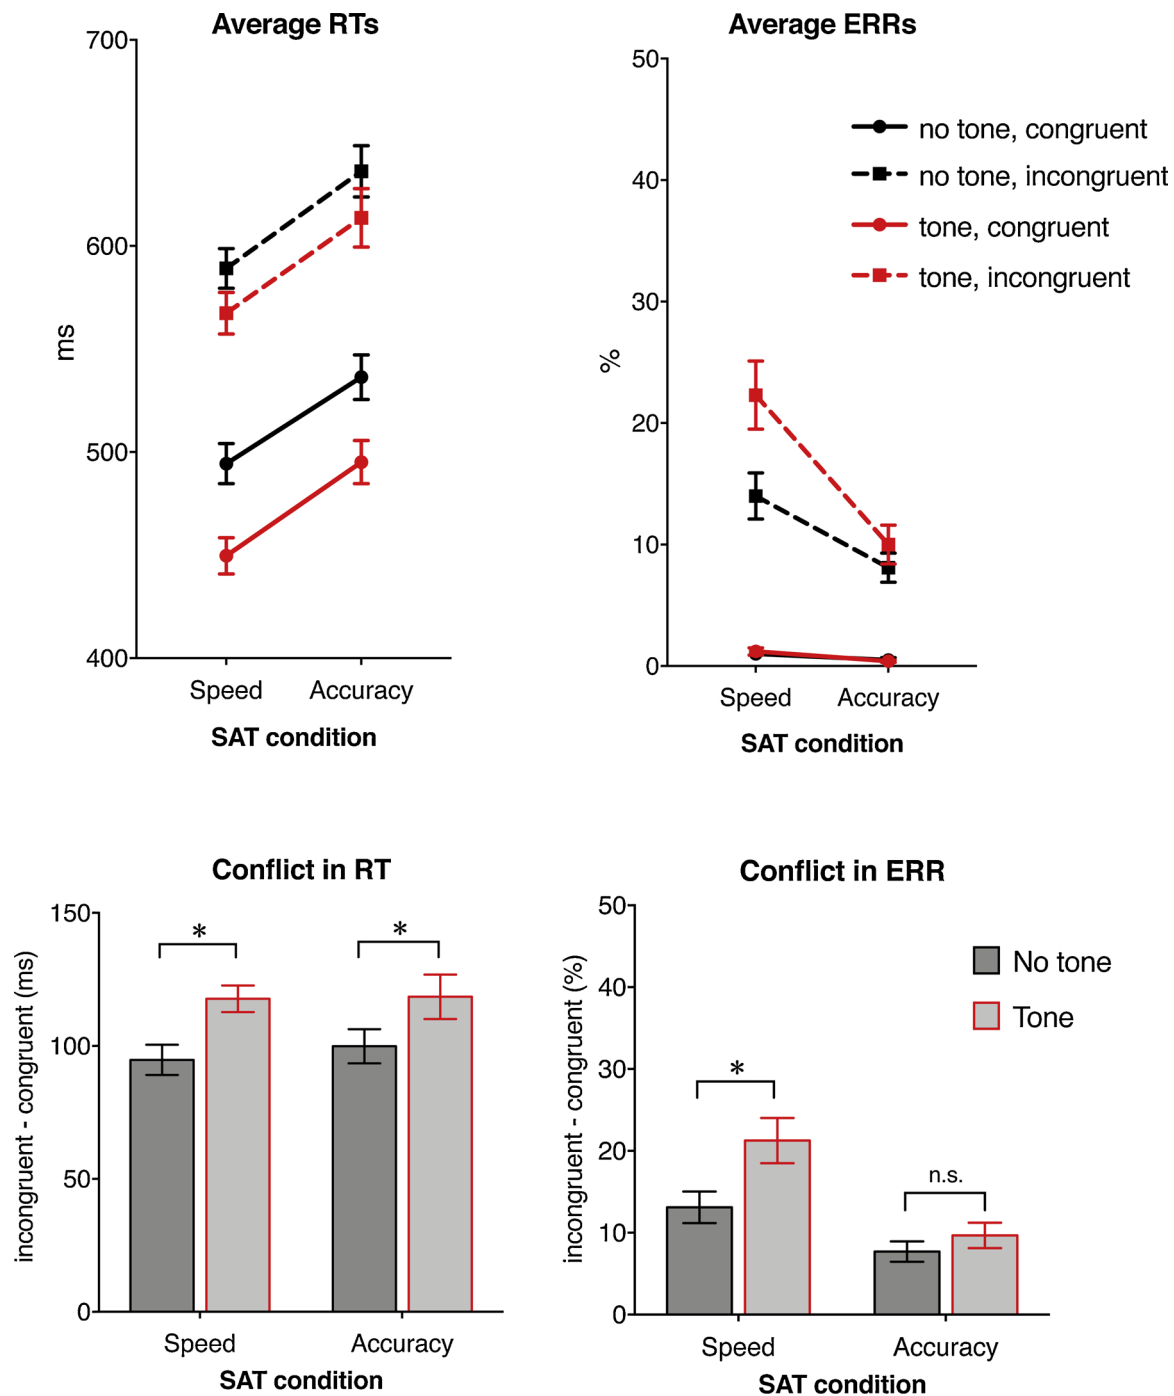 Average RTs
700
600
500
400
ms
Speed
Accuracy
SAT condition
Average ERRs
50
40
30
20
10
0
%
no tone, congruent
no tone, incongruent
tone, congruent
tone, incongruent
Speed
Accuracy
SAT condition
Conflict in RT
150
100
50
0
incongruent - congruent (ms)
*
*
Speed
Accuracy
SAT condition
Conflict in ERR
50
40
30
20
10
0
incongruent - congruent (%)
No tone
Tone
*
n.s.
Speed
Accuracy
SAT condition